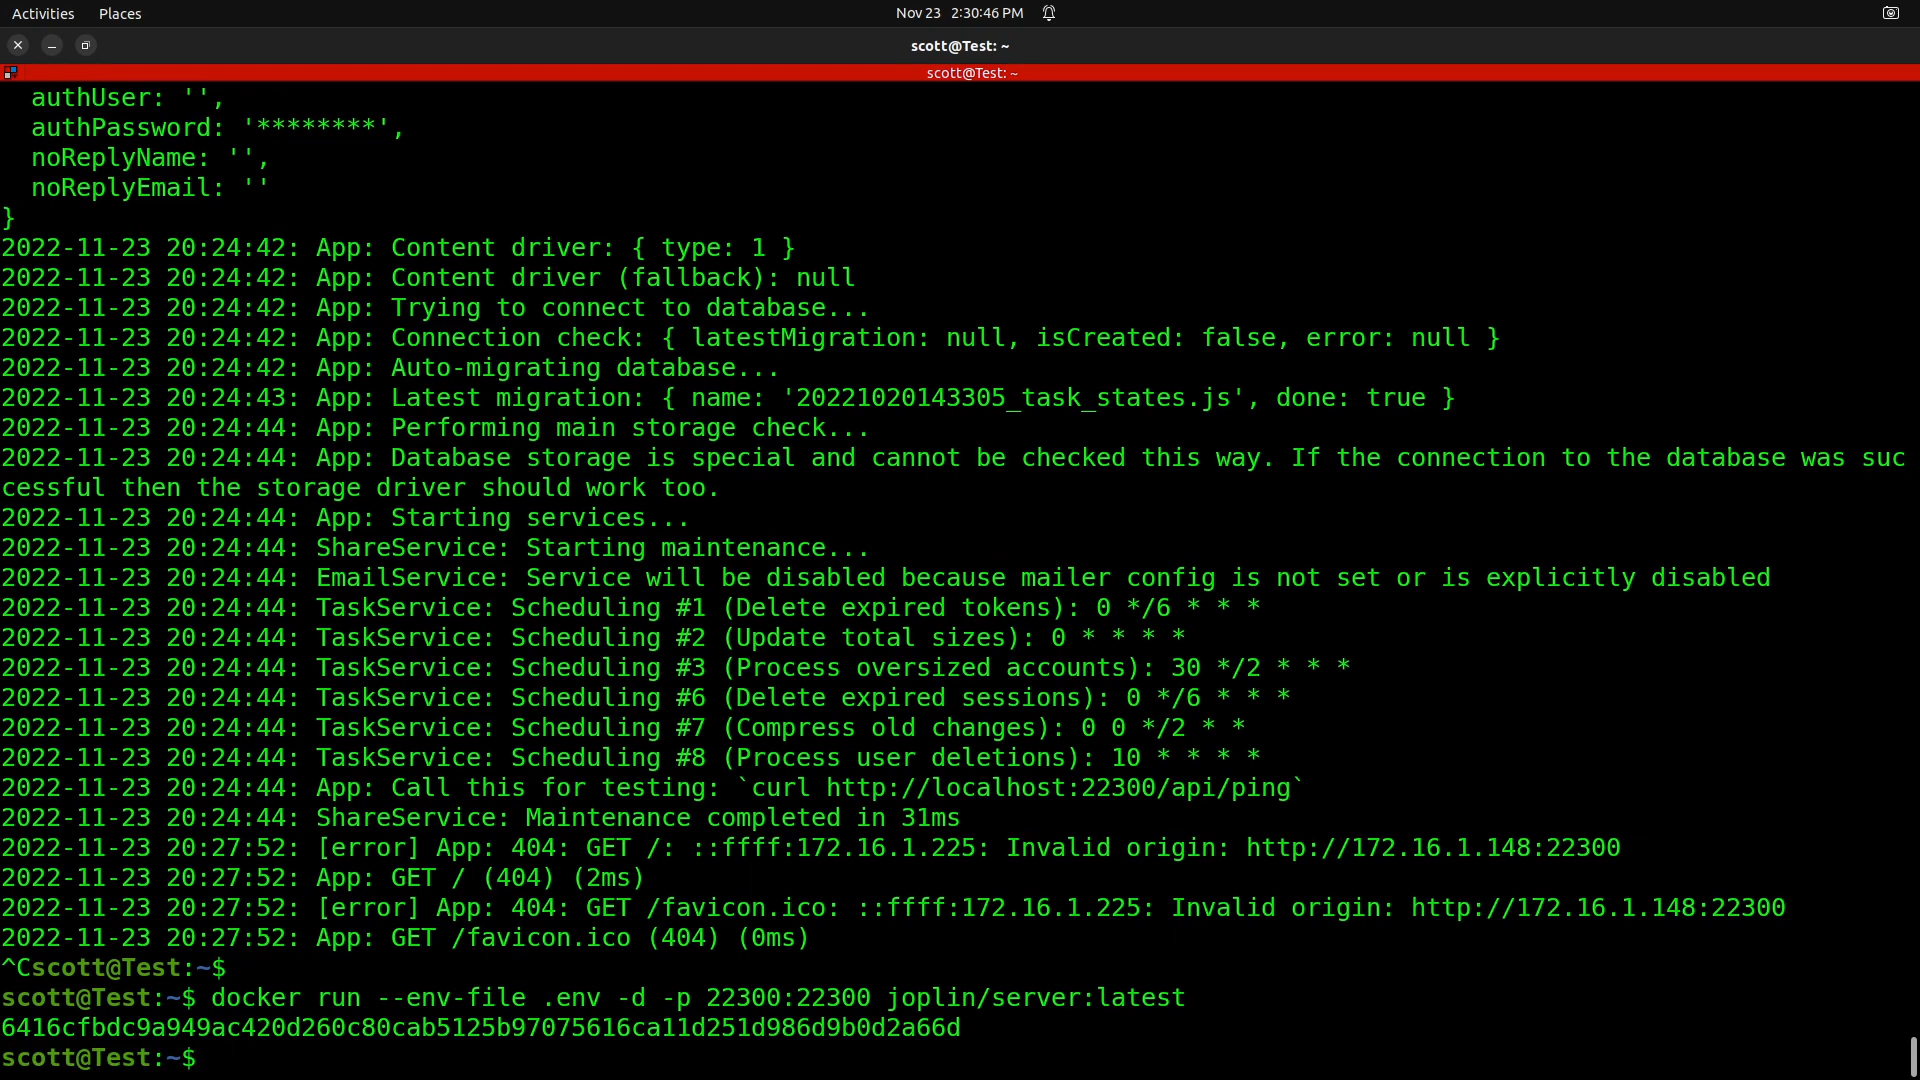 Activities Places Nov 23 2:30:46 PM
scott@Test: ~
scott@Test: ~
authUser: '',
authPassword: '********',
noReplyName: '',
noReplyEmail: ''
}
2022-11-23 20:24:42: App: Content driver: { type: 1 }
2022-11-23 20:24:42: App: Content driver (fallback): null
2022-11-23 20:24:42: App: Trying to connect to database...
2022-11-23 20:24:42: App: Connection check: { latestMigration: null, isCreated: false, error: null }
2022-11-23 20:24:42: App: Auto-migrating database...
2022-11-23 20:24:43: App: Latest migration: { name: '20221020143305_task_states.js', done: true }
2022-11-23 20:24:44: App: Performing main storage check...
2022-11-23 20:24:44: App: Database storage is special and cannot be checked this way. If the connection to the database was suc
cessful then the storage driver should work too.
2022-11-23 20:24:44: App: Starting services...
2022-11-23 20:24:44: ShareService: Starting maintenance...
2022-11-23 20:24:44: EmailService: Service will be disabled because mailer config is not set or is explicitly disabled
2022-11-23 20:24:44: TaskService: Scheduling #1 (Delete expired tokens): 0 */6 * * *
2022-11-23 20:24:44: TaskService: Scheduling #2 (Update total sizes): 0 * * * *
2022-11-23 20:24:44: TaskService: Scheduling #3 (Process oversized accounts): 30 */2 * * *
2022-11-23 20:24:44: TaskService: Scheduling #6 (Delete expired sessions): 0 */6 * * *
2022-11-23 20:24:44: TaskService: Scheduling #7 (Compress old changes): 0 0 */2 * *
2022-11-23 20:24:44: TaskService: Scheduling #8 (Process user deletions): 10 * * * *
2022-11-23 20:24:44: App: Call this for testing: `curl http://localhost:22300/api/ping`
2022-11-23 20:24:44: ShareService: Maintenance completed in 31ms
2022-11-23 20:27:52: [error] App: 404: GET /: ::ffff:172.16.1.225: Invalid origin: http://172.16.1.148:22300
2022-11-23 20:27:52: App: GET / (404) (2ms)
2022-11-23 20:27:52: [error] App: 404: GET /favicon.ico: ::ffff:172.16.1.225: Invalid origin: http://172.16.1.148:22300
2022-11-23 20:27:52: App: GET /favicon.ico (404) (0ms)
^Cscott@Test:~$
scott@Test:~$ docker run --env-file .env -d -p 22300:22300 joplin/server:latest
6416cfbdc9a949ac420d260c80cab5125b97075616ca11d251d986d9b0d2a66d
scott@Test:~$